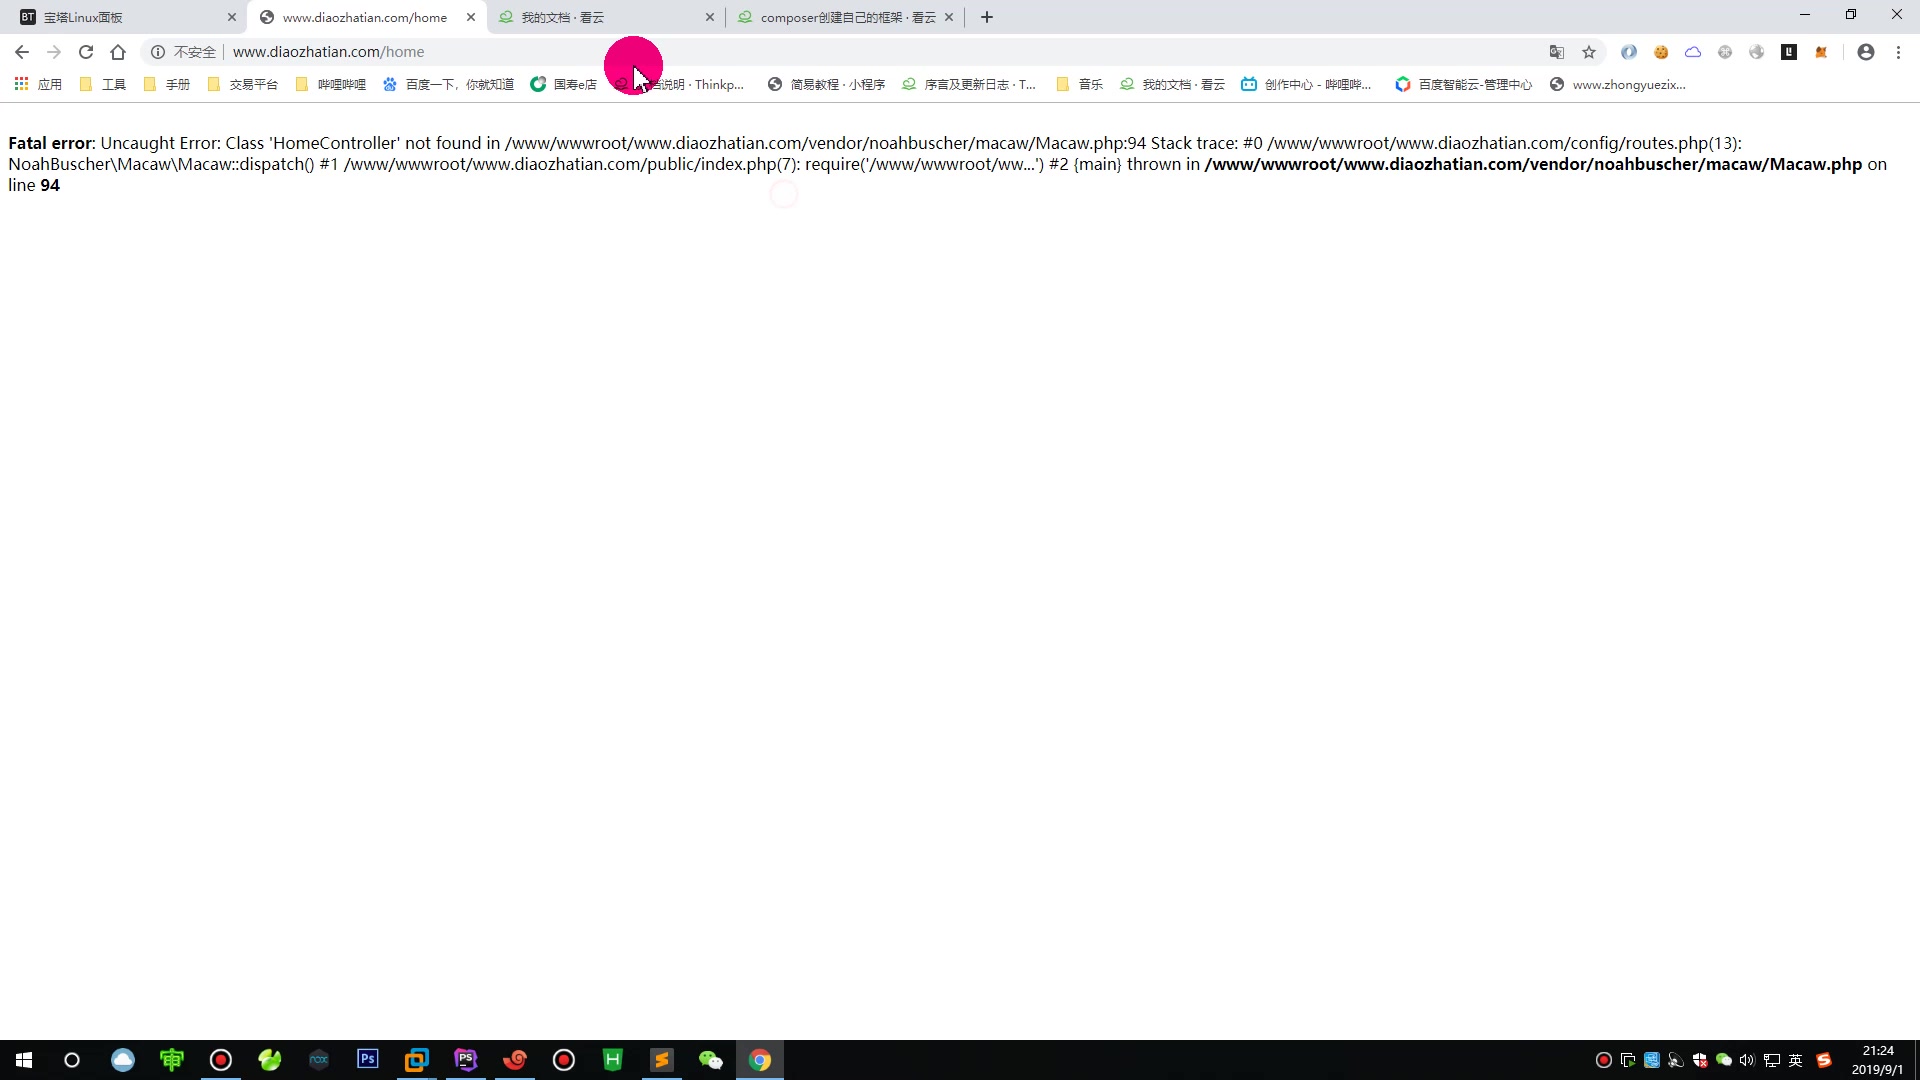 BT 宝塔Linux面板
www.diaozhatian.com/home
我的文档 · 看云
composer创建自己的框架 · 看云
不安全 www.diaozhatian.com/home
应用 工具 手册 交易平台 哔哩哔哩 百度一下，你就知道 国寿e店 说明 · Thinkp... 简易教程 · 小程序 序言及更新日志 · T... 音乐 我的文档 · 看云 创作中心 - 哔哩哔... 百度智能云-管理中心 www.zhongyuezix...
Fatal error: Uncaught Error: Class 'HomeController' not found in /www/wwwroot/www.diaozhatian.com/vendor/noahbuscher/macaw/Macaw.php:94 Stack trace: #0 /www/wwwroot/www.diaozhatian.com/config/routes.php(13):
NoahBuscher\Macaw\Macaw::dispatch() #1 /www/wwwroot/www.diaozhatian.com/public/index.php(7): require('/www/wwwroot/ww...') #2 {main} thrown in /www/wwwroot/www.diaozhatian.com/vendor/noahbuscher/macaw/Macaw.php on
line 94
nox Ps PS H 英 S
21:24
2019/9/1